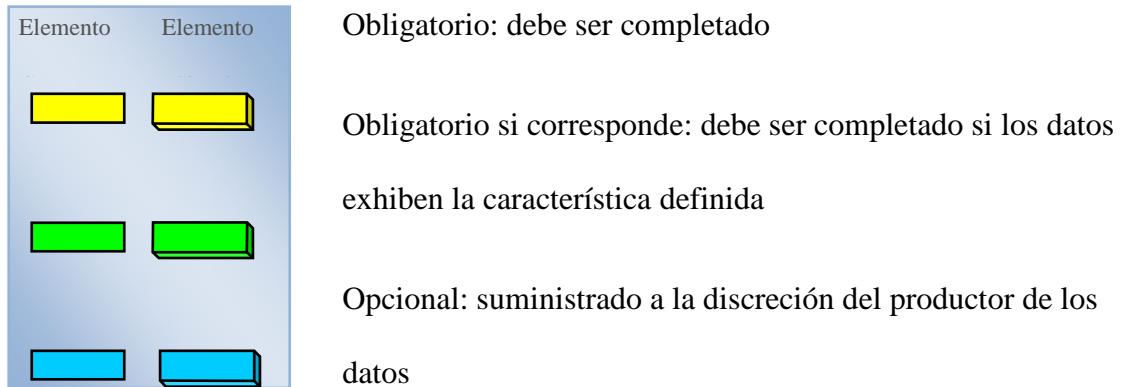 Elemento Elemento
Obligatorio: debe ser completado
Obligatorio si corresponde: debe ser completado si los datos
exhiben la característica definida
Opcional: suministrado a la discreción del productor de los
datos